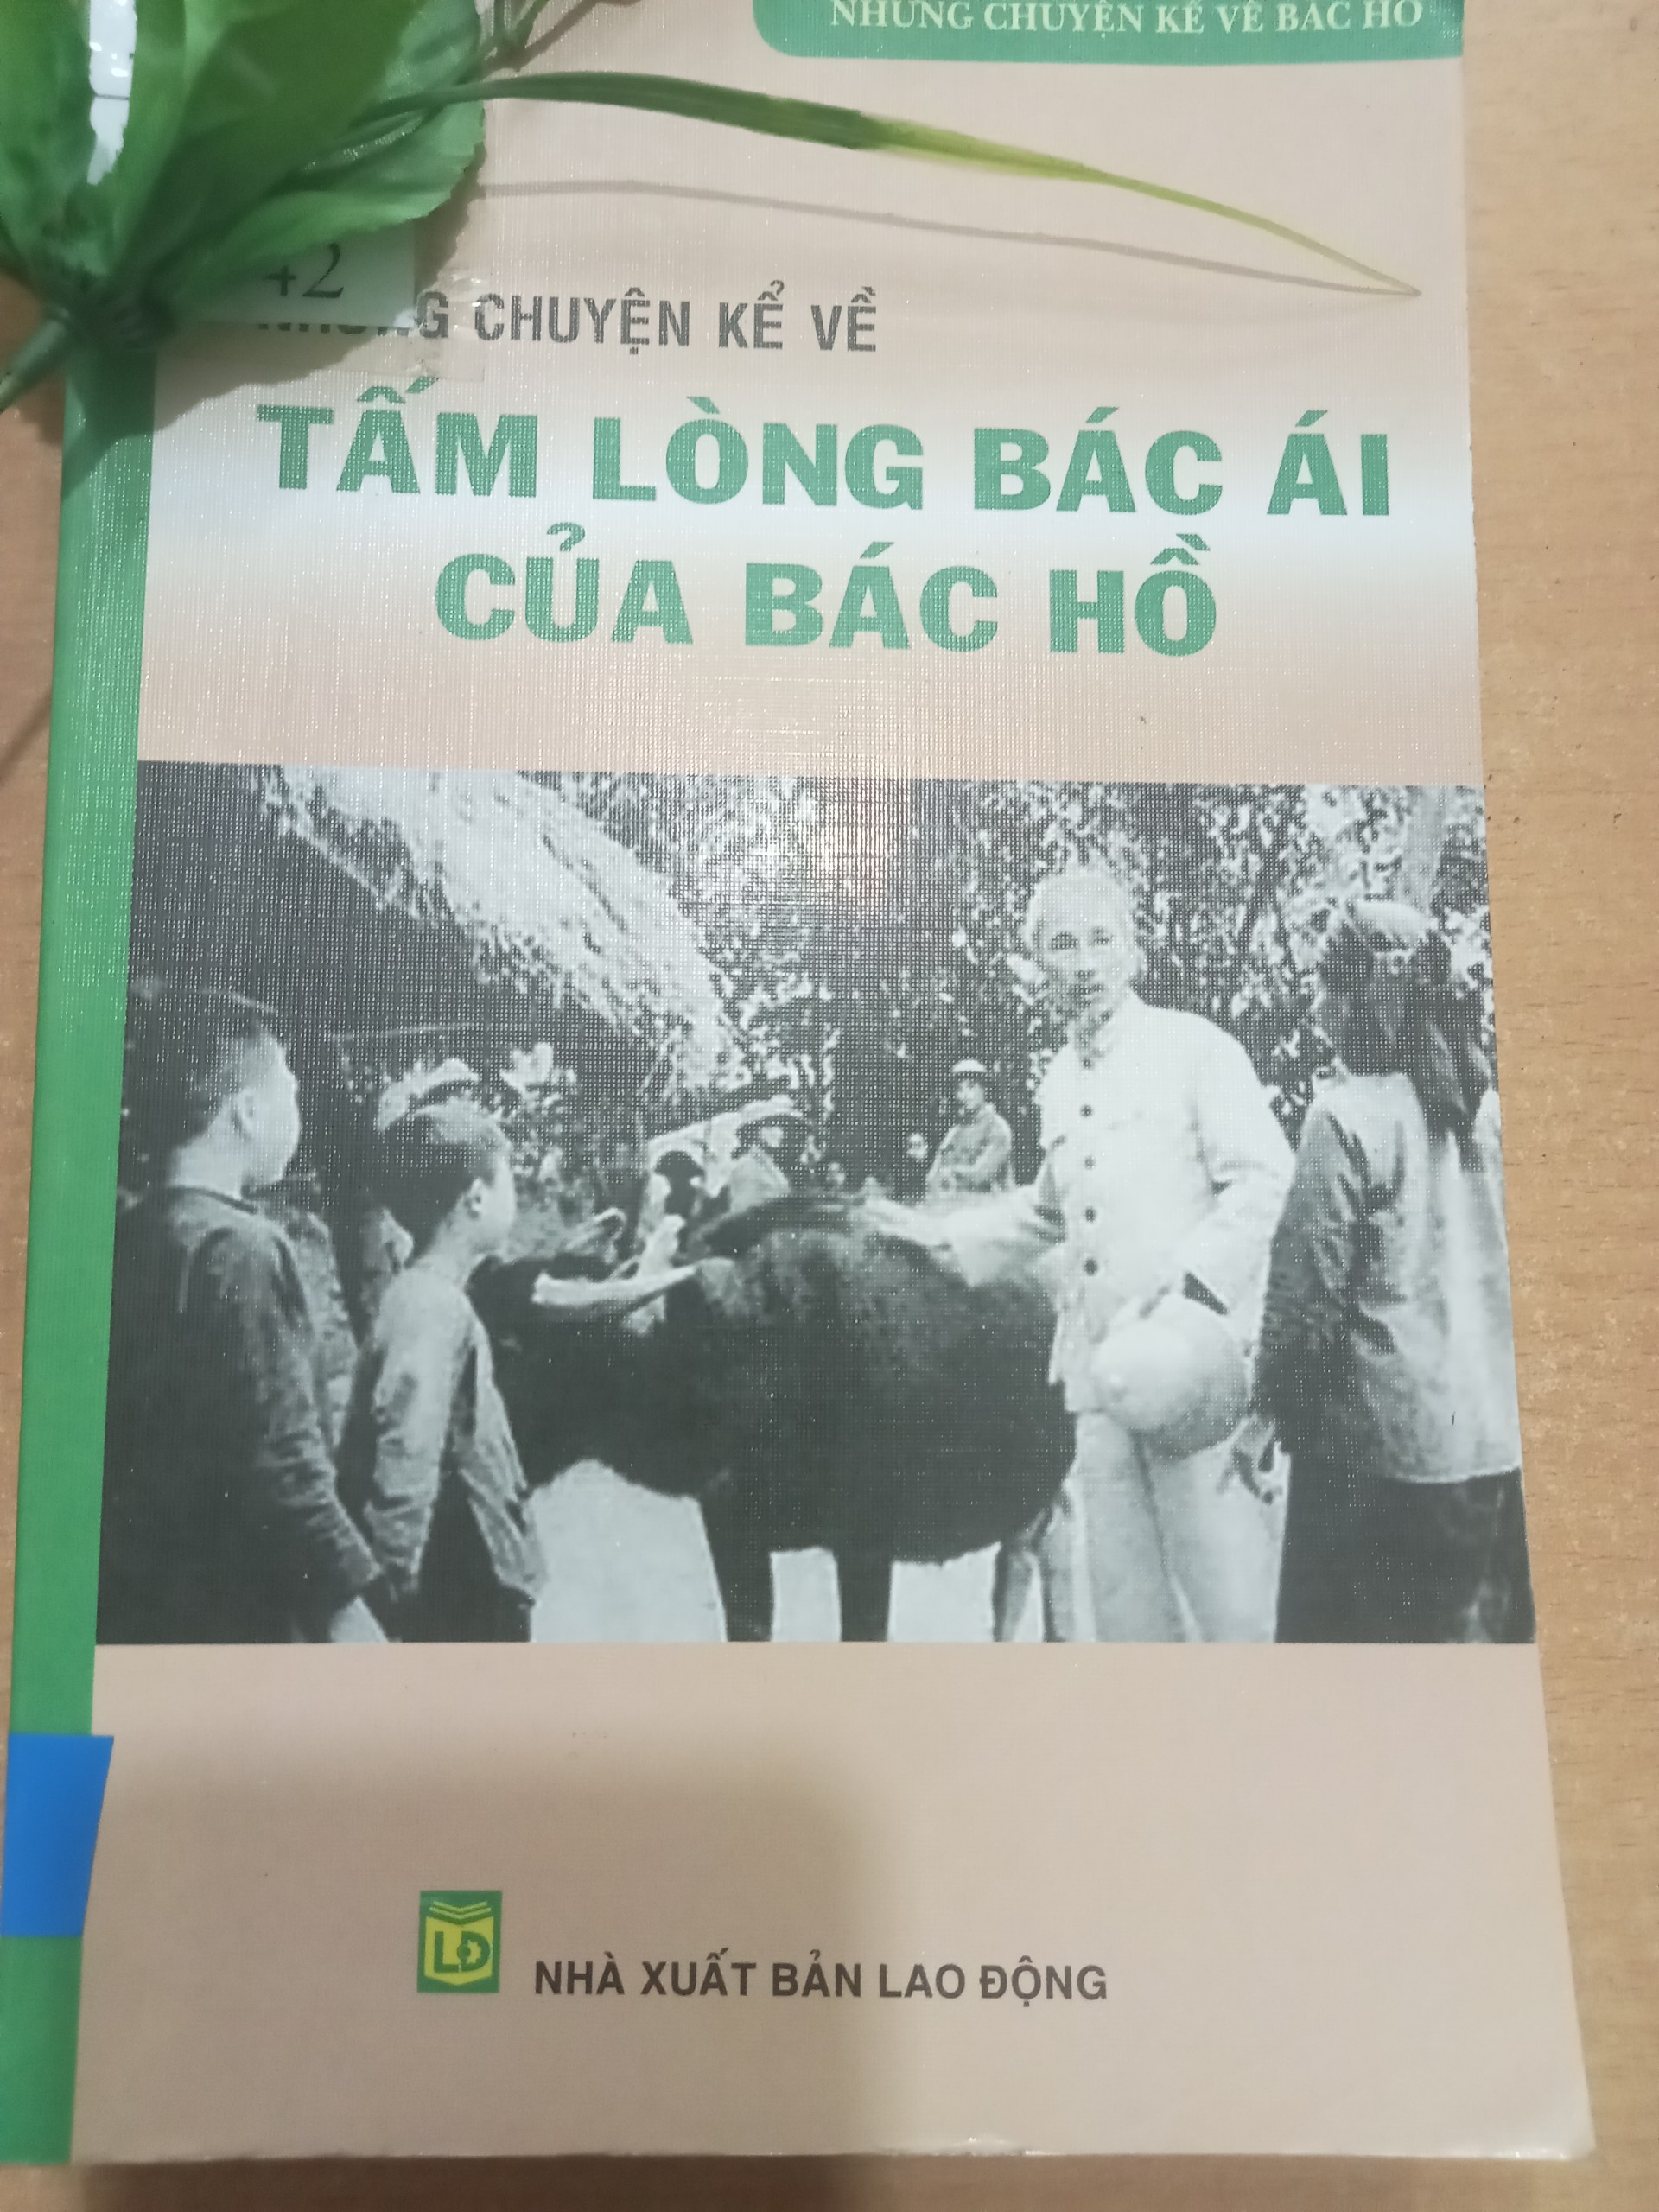 NHỮNG CHUYỆN KỂ VỀ BÁC HỒ
42
NHỮNG CHUYỆN KỂ VỀ
TẤM LÒNG BÁC ÁI
CỦA BÁC HỒ
LĐ
NHÀ XUẤT BẢN LAO ĐỘNG